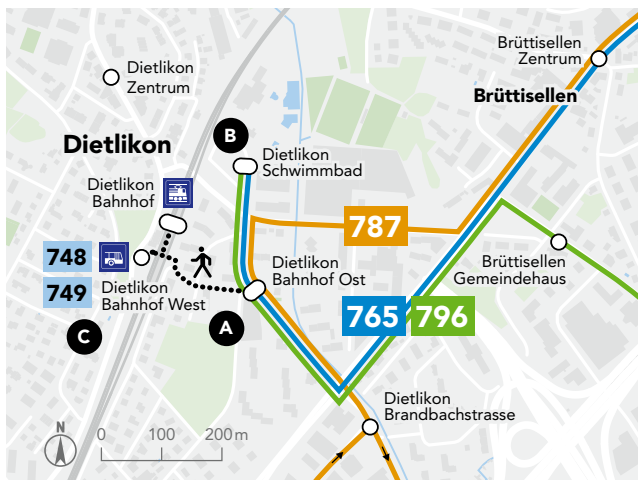 Brüttisellen
Zentrum
Dietlikon
Zentrum
Brüttisellen
B
Dietlikon
Dietlikon
Schwimmbad
Dietlikon
Bahnhof
787
748
749
Dietlikon
Bahnhof West
Dietlikon
Bahnhof Ost
Brüttisellen
Gemeindehaus
A
C
765 796
Dietlikon
Brandbachstrasse
N
0 100 200 m